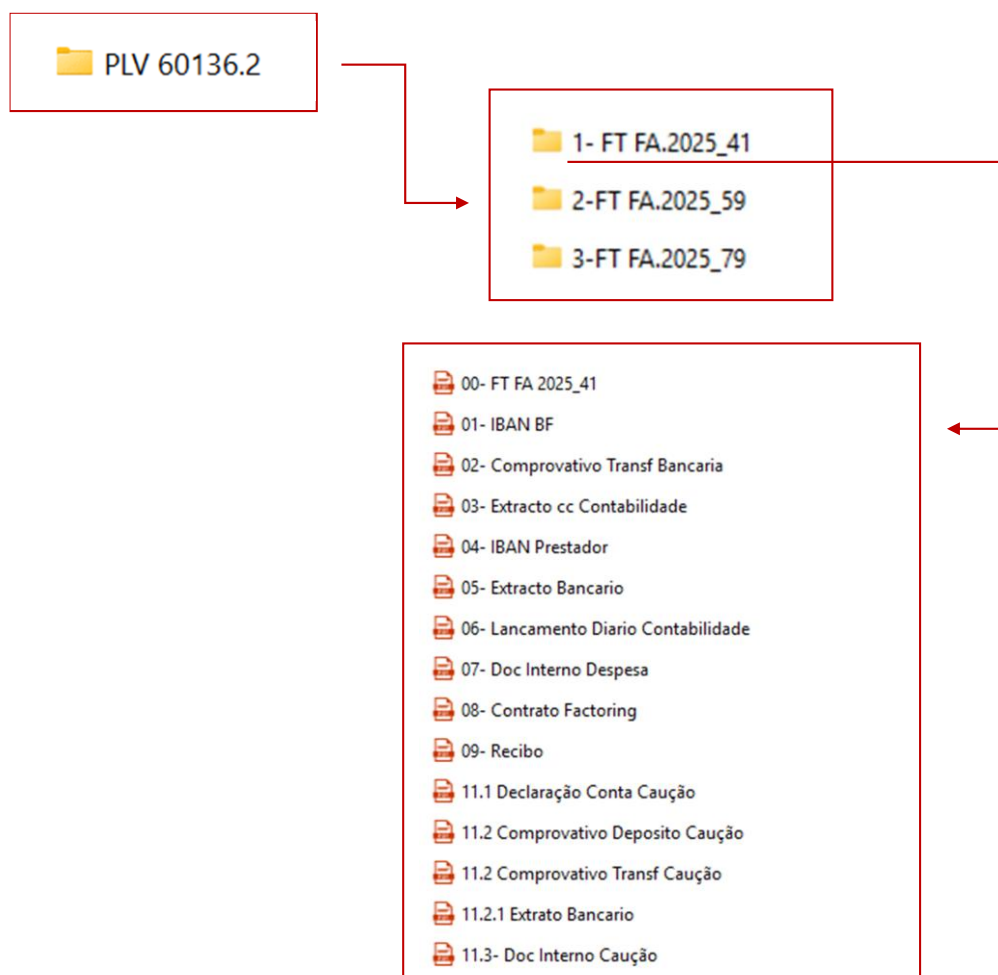 PLV 60136.2
1- FT FA.2025_41
2-FT FA.2025_59
3-FT FA.2025_79
00- FT FA 2025_41
01- IBAN BF
02- Comprovativo Transf Bancaria
03- Extracto cc Contabilidade
04- IBAN Prestador
05- Extracto Bancario
06- Lancamento Diario Contabilidade
07- Doc Interno Despesa
08- Contrato Factoring
09- Recibo
11.1 Declaração Conta Caução
11.2 Comprovativo Deposito Caução
11.2 Comprovativo Transf Caução
11.2.1 Extrato Bancario
11.3- Doc Interno Caução